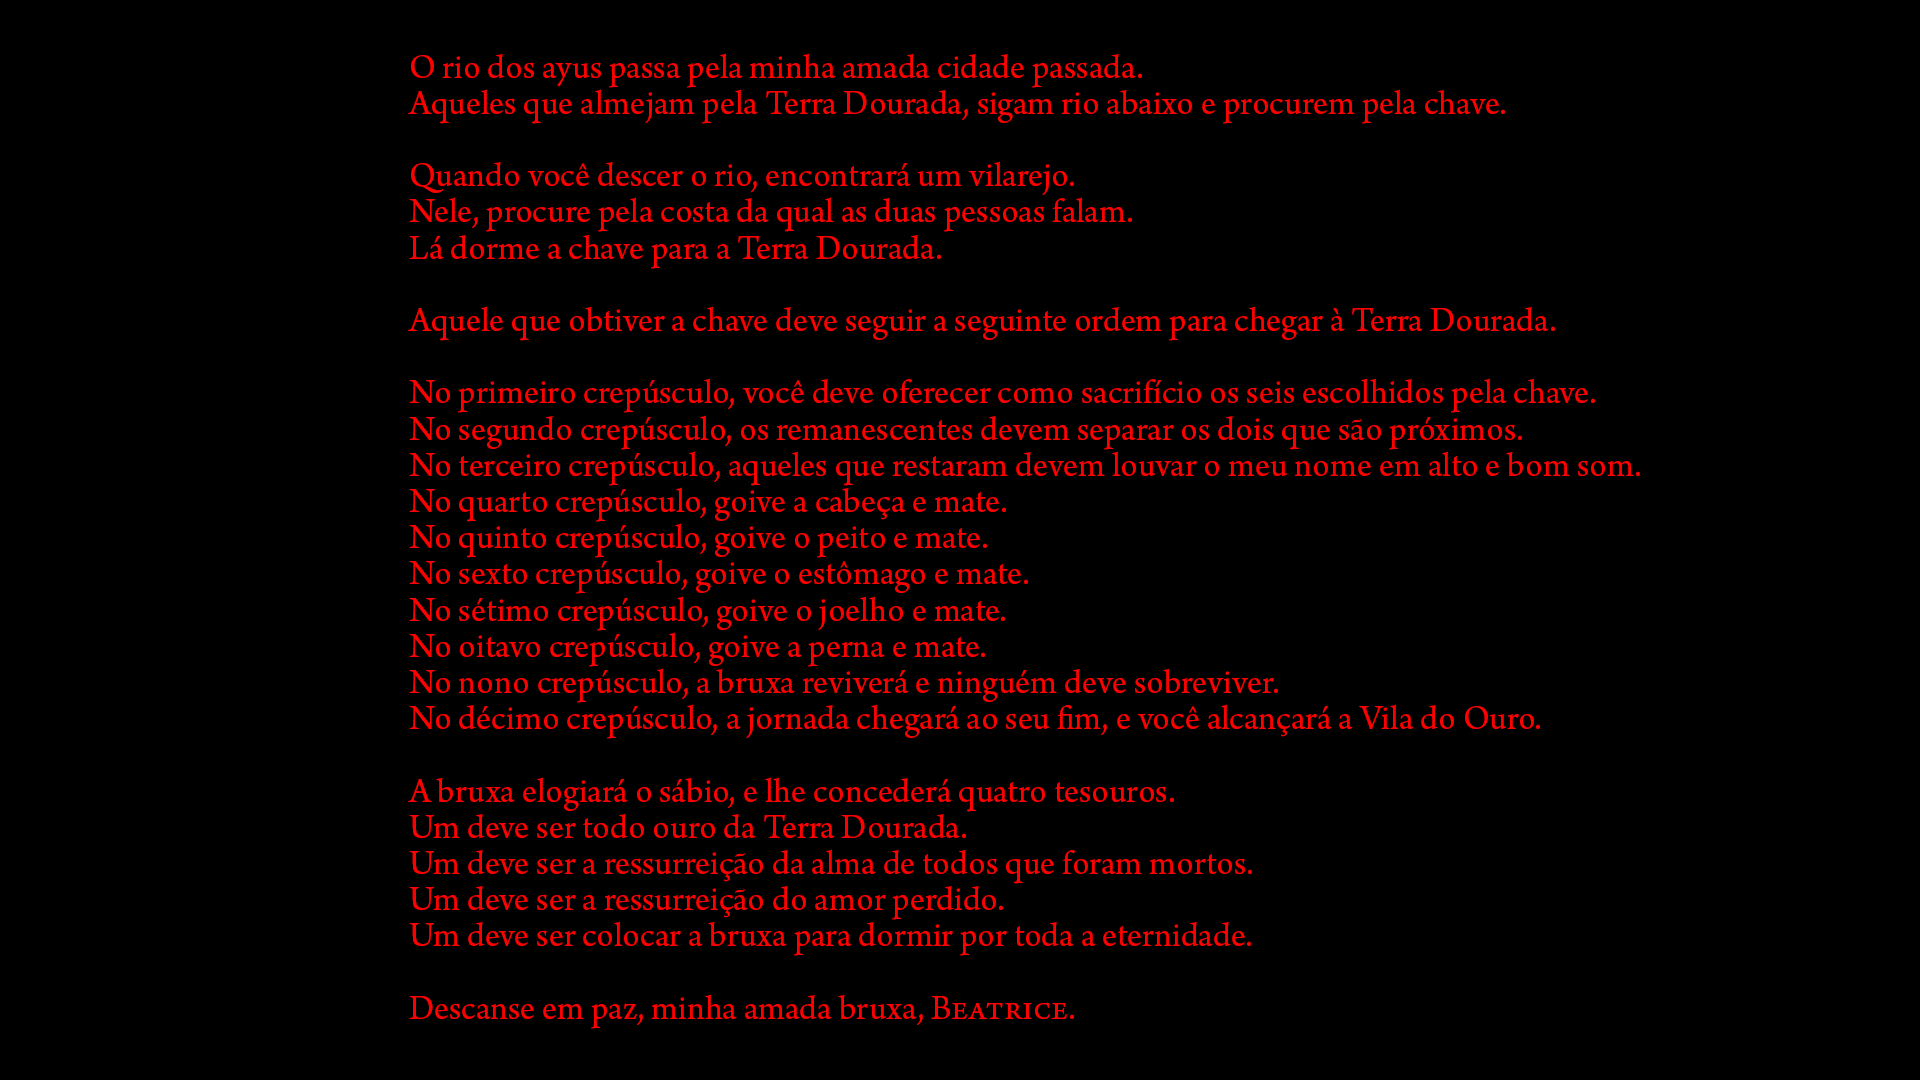 O rio dos ayus passa pela minha amada cidade passada.
Aqueles que almejam pela Terra Dourada, sigam rio abaixo e procurem pela chave.
Quando você descer o rio, encontrará um vilarejo.
Nele, procure pela costa da qual as duas pessoas falam.
Lá dorme a chave para a Terra Dourada.
Aquele que obtiver a chave deve seguir a seguinte ordem para chegar à Terra Dourada.
No primeiro crepúsculo, você deve oferecer como sacrifício os seis escolhidos pela chave.
No segundo crepúsculo, os remanescentes devem separar os dois que são próximos.
No terceiro crepúsculo, aqueles que restaram devem louvar o meu nome em alto e bom som.
No quarto crepúsculo, goive a cabeça e mate.
No quinto crepúsculo, goive o peito e mate.
No sexto crepúsculo, goive o estômago e mate.
No sétimo crepúsculo, goive o joelho e mate.
No oitavo crepúsculo, goive a perna e mate.
No nono crepúsculo, a bruxa reviverá e ninguém deve sobreviver.
No décimo crepúsculo, a jornada chegará ao seu fim, e você alcançará a Vila do Ouro.
A bruxa elogiará o sábio, e lhe concederá quatro tesouros.
Um deve ser todo ouro da Terra Dourada.
Um deve ser a ressurreição da alma de todos que foram mortos.
Um deve ser a ressurreição do amor perdido.
Um deve ser colocar a bruxa para dormir por toda a eternidade.
Descanse em paz, minha amada bruxa, BEATRICE.